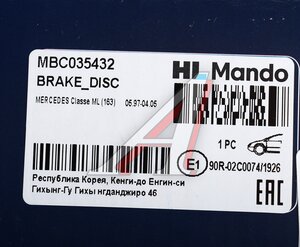 MBC035432
BRAKE_DISC
MERCEDES Classe ML (163) 05.97-04.05
HL Mando
1 PC
E1
90R-02C0074/1926
Республика Корея, Кенги-до Енгин-си
Гихынг-Гу Гихы нгданджиро 46
EAC